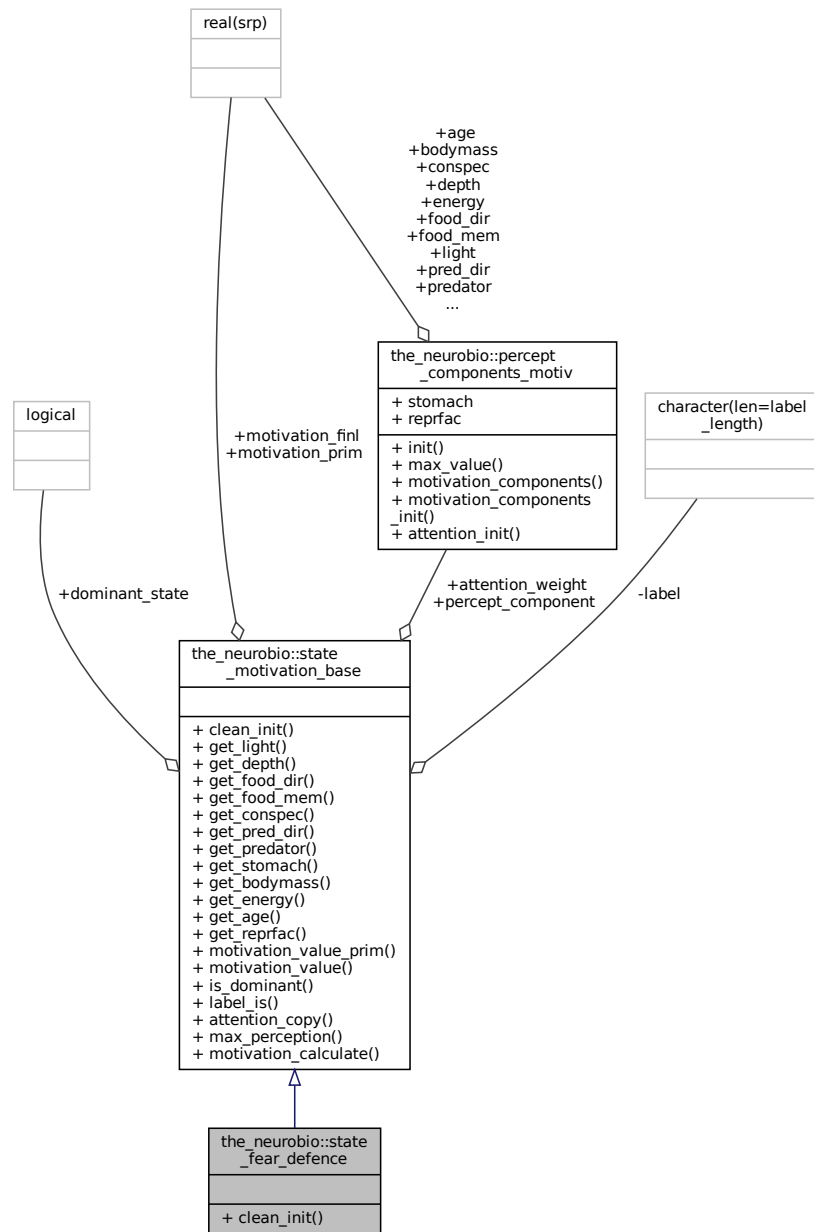 real(srp)
+age
+bodymass
+conspec
+depth
+energy
+food_dir
+food_mem
+light
+pred_dir
+predator
...
the_neurobio::percept
_components_motiv
+ stomach
+ reprfac
+ init()
+ max_value()
+ motivation_components()
+ motivation_components
_init()
+ attention_init()
character(len=label
_length)
logical
+motivation_finl
+motivation_prim
+dominant_state
+attention_weight
+percept_component
-label
the_neurobio::state
_motivation_base
+ clean_init()
+ get_light()
+ get_depth()
+ get_food_dir()
+ get_food_mem()
+ get_conspec()
+ get_pred_dir()
+ get_predator()
+ get_stomach()
+ get_bodymass()
+ get_energy()
+ get_age()
+ get_reprfac()
+ motivation_value_prim()
+ motivation_value()
+ is_dominant()
+ label_is()
+ attention_copy()
+ max_perception()
+ motivation_calculate()
the_neurobio::state
_fear_defence
+ clean_init()